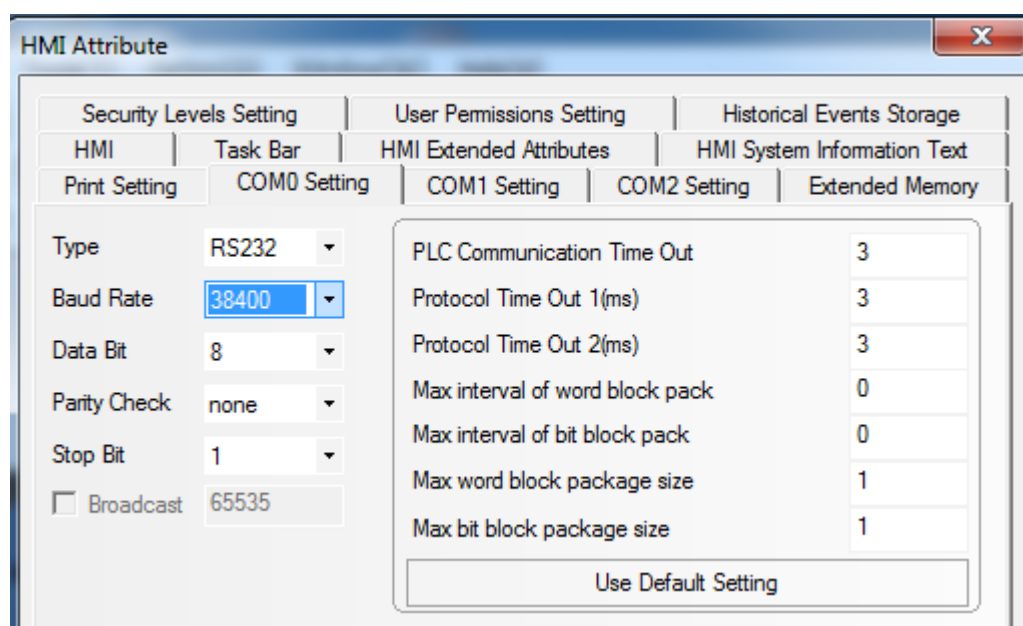 HMI Attribute
Security Levels Setting User Permissions Setting Historical Events Storage
HMI Task Bar HMI Extended Attributes HMI System Information Text
Print Setting COM0 Setting COM1 Setting COM2 Setting Extended Memory
Type RS232
Baud Rate 38400
Data Bit 8
Parity Check none
Stop Bit 1
Broadcast 65535
PLC Communication Time Out 3
Protocol Time Out 1(ms) 3
Protocol Time Out 2(ms) 3
Max interval of word block pack 0
Max interval of bit block pack 0
Max word block package size 1
Max bit block package size 1
Use Default Setting